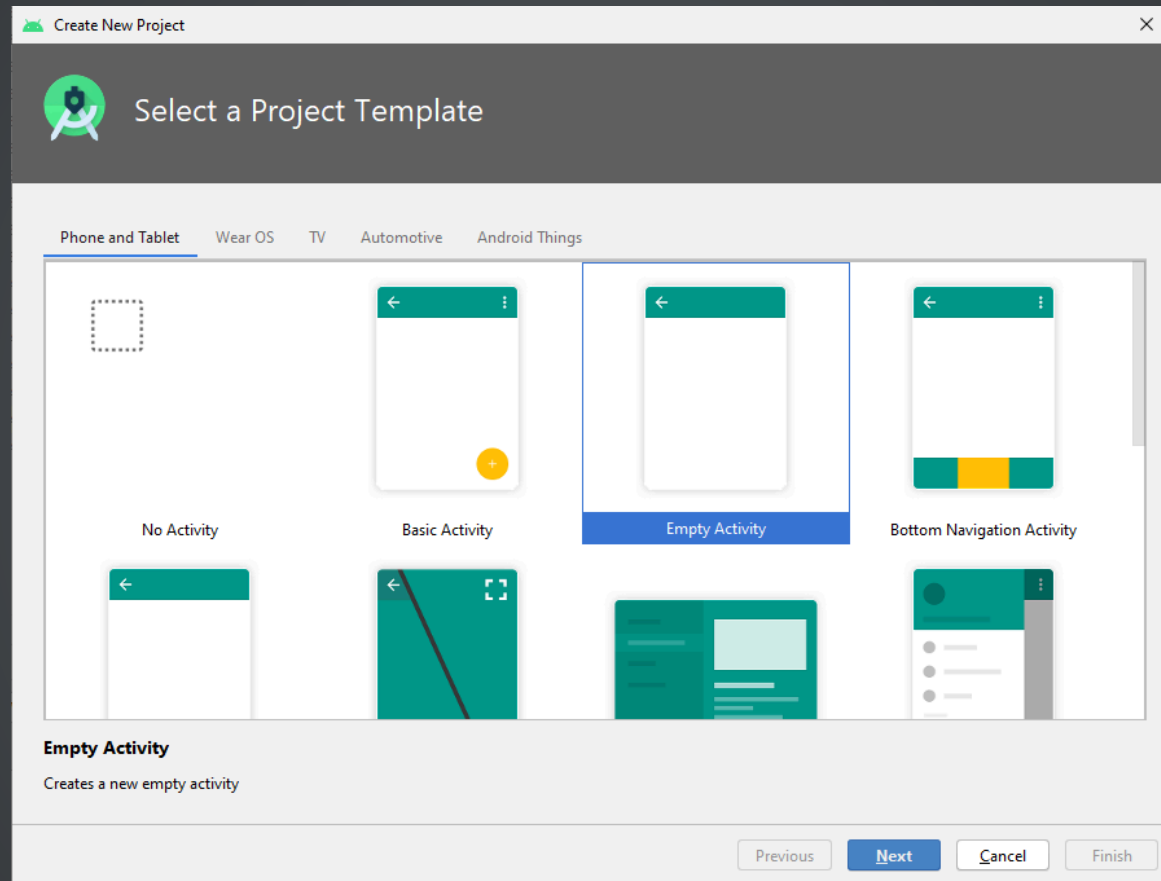 Create New Project
Select a Project Template
Phone and Tablet
Wear OS
TV
Automotive
Android Things
No Activity
Basic Activity
Empty Activity
Bottom Navigation Activity
Empty Activity
Creates a new empty activity
Previous
Next
Cancel
Finish